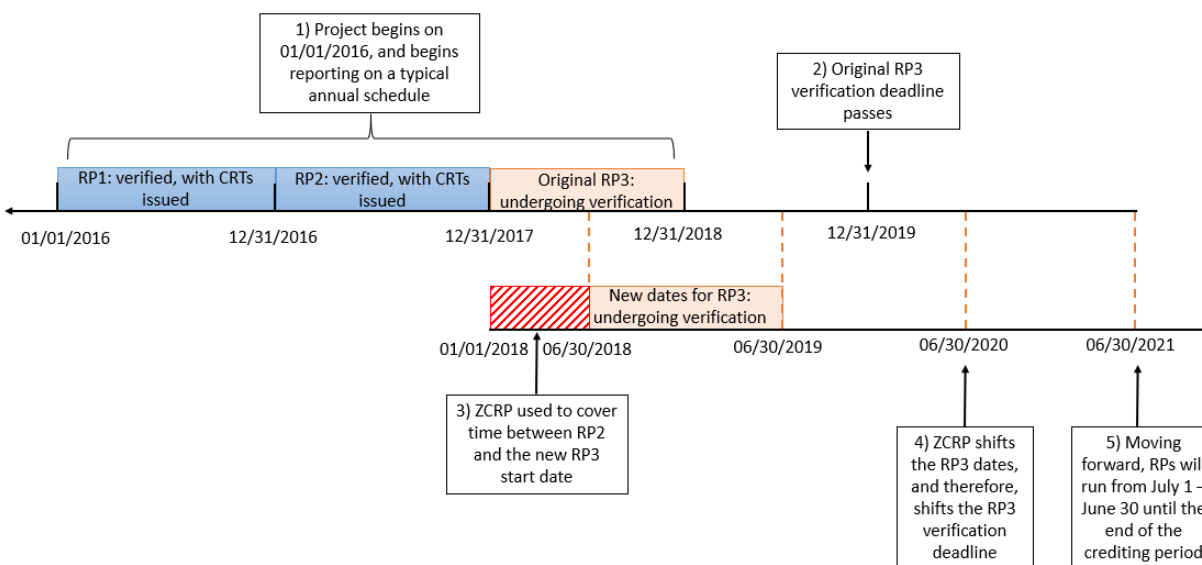 1) Project begins on
01/01/2016, and begins
reporting on a typical
annual schedule
2) Original RP3
verification deadline
passes
RP1: verified, with CRTs
issued
RP2: verified, with CRTs
issued
Original RP3:
undergoing verification
01/01/2016
12/31/2016
12/31/2017
12/31/2018
12/31/2019
New dates for RP3:
undergoing verification
01/01/2018
06/30/2018
06/30/2019
06/30/2020
06/30/2021
3) ZCRP used to cover
time between RP2
and the new RP3
start date
4) ZCRP shifts
the RP3 dates,
and therefore,
shifts the RP3
verification
deadline
5) Moving
forward, RPs wil
run from July 1 –
June 30 until the
end of the
crediting period